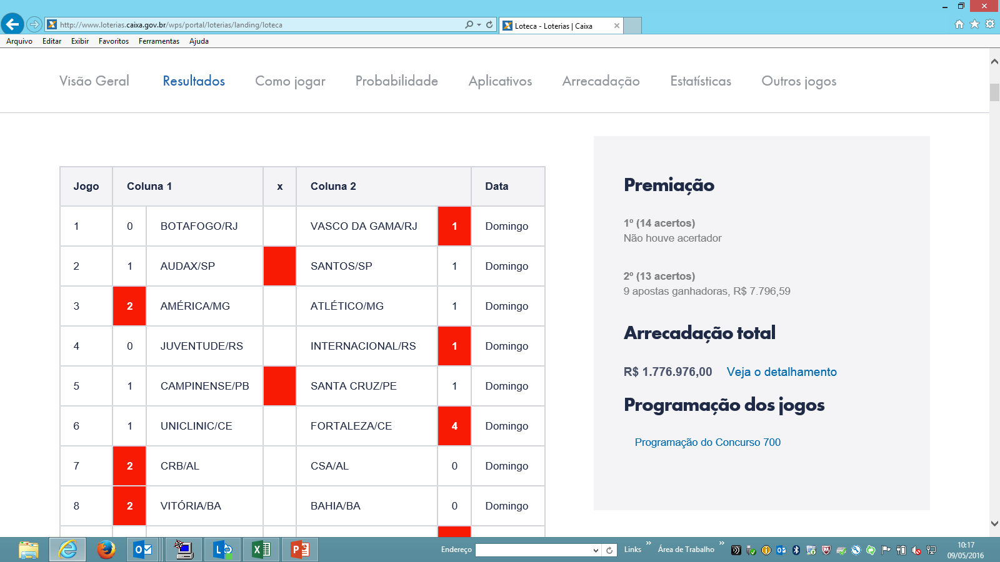 http://www.loterias.caixa.gov.br/wps/portal/loterias/landing/loteca
Loteca - Loterias | Caixa
Arquivo Editar Exibir Favoritos Ferramentas Ajuda
Visão Geral Resultados Como jogar Probabilidade Aplicativos Arrecadação Estatísticas Outros jogos
Jogo Coluna 1 x Coluna 2 Data
1 0 BOTAFOGO/RJ VASCO DA GAMA/RJ 1 Domingo
2 1 AUDAX/SP SANTOS/SP 1 Domingo
3 2 AMÉRICA/MG ATLÉTICO/MG 1 Domingo
4 0 JUVENTUDE/RS INTERNACIONAL/RS 1 Domingo
5 1 CAMPINENSE/PB SANTA CRUZ/PE 1 Domingo
6 1 UNICLINIC/CE FORTALEZA/CE 4 Domingo
7 2 CRB/AL CSA/AL 0 Domingo
8 2 VITÓRIA/BA BAHIA/BA 0 Domingo
Premiação
1º (14 acertos)
Não houve acertador
2º (13 acertos)
9 apostas ganhadoras, R$ 7.796,59
Arrecadação total
R$ 1.776.976,00 Veja o detalhamento
Programação dos jogos
Programação do Concurso 700
Endereço Links Área de Trabalho
10:17
09/05/2016